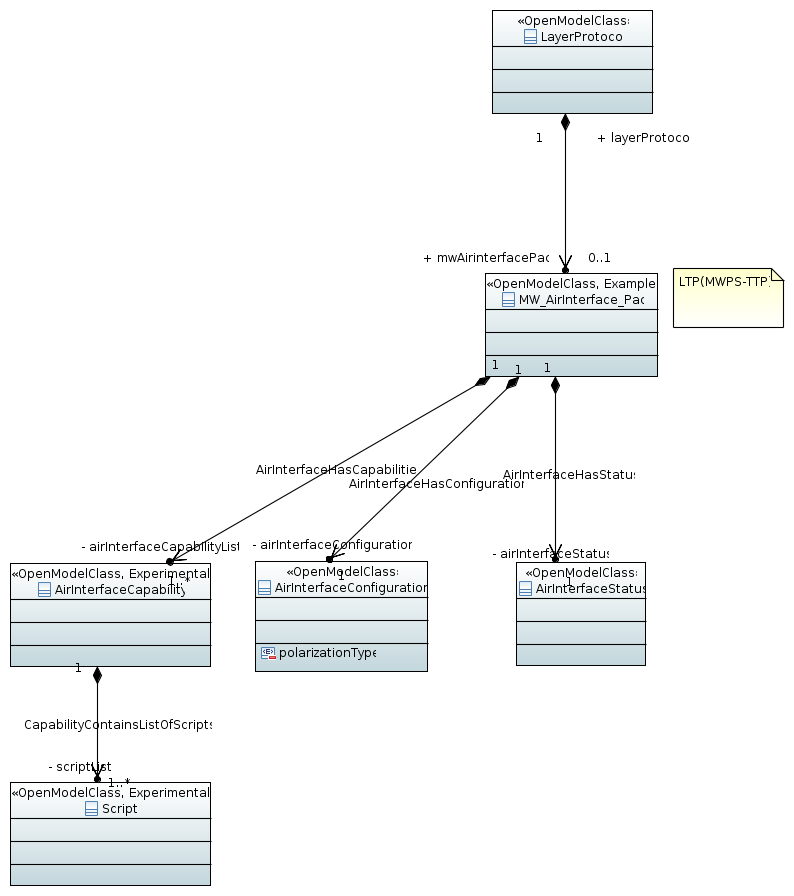 «OpenModelClass»
LayerProtoco
1
+ layerProtoco
+ mwAirinterfacePac
0..1
«OpenModelClass, Example
MW_AirInterface_Pac
LTP(MWPS-TTP)
1
1
1
AirInterfaceHasCapabilitie
AirInterfaceHasStatus
AirInterfaceHasConfiguration
- airInterfaceCapabilityList
- airInterfaceConfiguration
- airInterfaceStatus
«OpenModelClass, Experimental
1..*
AirInterfaceCapability
«OpenModelClass»
1
AirInterfaceConfiguration
polarizationType
«OpenModelClass»
1
AirInterfaceStatus
1
CapabilityContainsListOfScripts
- scriptList
1..*
«OpenModelClass, Experimental
Script